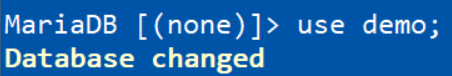 MariaDB [(none)]> use demo;
Database changed